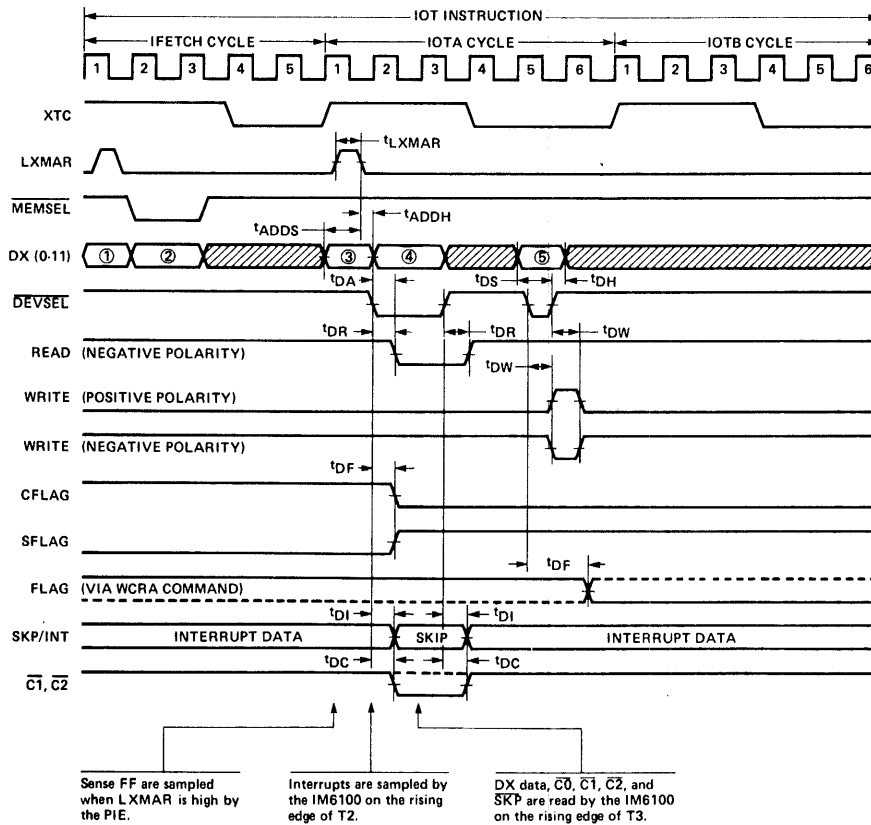 IOT INSTRUCTION
IFETCH CYCLE IOTA CYCLE IOTB CYCLE
1 2 3 4 5 1 2 3 4 5 6 1 2 3 4 5 6
XTC
tLXMAR
LXMAR
MEMSEL
tADDH
tADDS
DX (0-11) ① ② ③ ④ ⑤
tDA tDS tDH
DEVSEL
tDR tDR tDW
READ (NEGATIVE POLARITY)
tDW
WRITE (POSITIVE POLARITY)
WRITE (NEGATIVE POLARITY)
tDF
CFLAG
SFLAG
tDF
FLAG (VIA WCRA COMMAND)
tDI tDI
SKP/INT INTERRUPT DATA SKIP INTERRUPT DATA
tDC tDC
C1, C2
Sense FF are sampled
when LXMAR is high by
the PIE.
Interrupts are sampled by
the IM6100 on the rising
edge of T2.
DX data, C0, C1, C2, and
SKP are read by the IM6100
on the rising edge of T3.